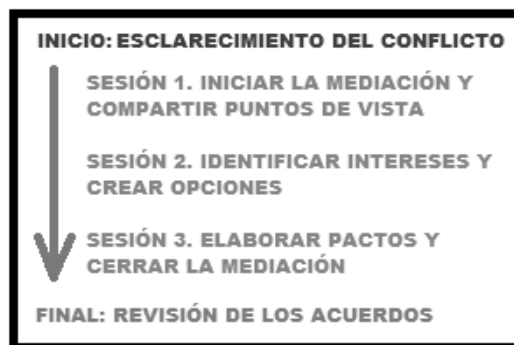 INICIO: ESCLARECIMIENTO DEL CONFLICTO
SESIÓN 1. INICIAR LA MEDIACIÓN Y
COMPARTIR PUNTOS DE VISTA
SESIÓN 2. IDENTIFICAR INTERESES Y
CREAR OPCIONES
SESIÓN 3. ELABORAR PACTOS Y
CERRAR LA MEDIACIÓN
FINAL: REVISIÓN DE LOS ACUERDOS